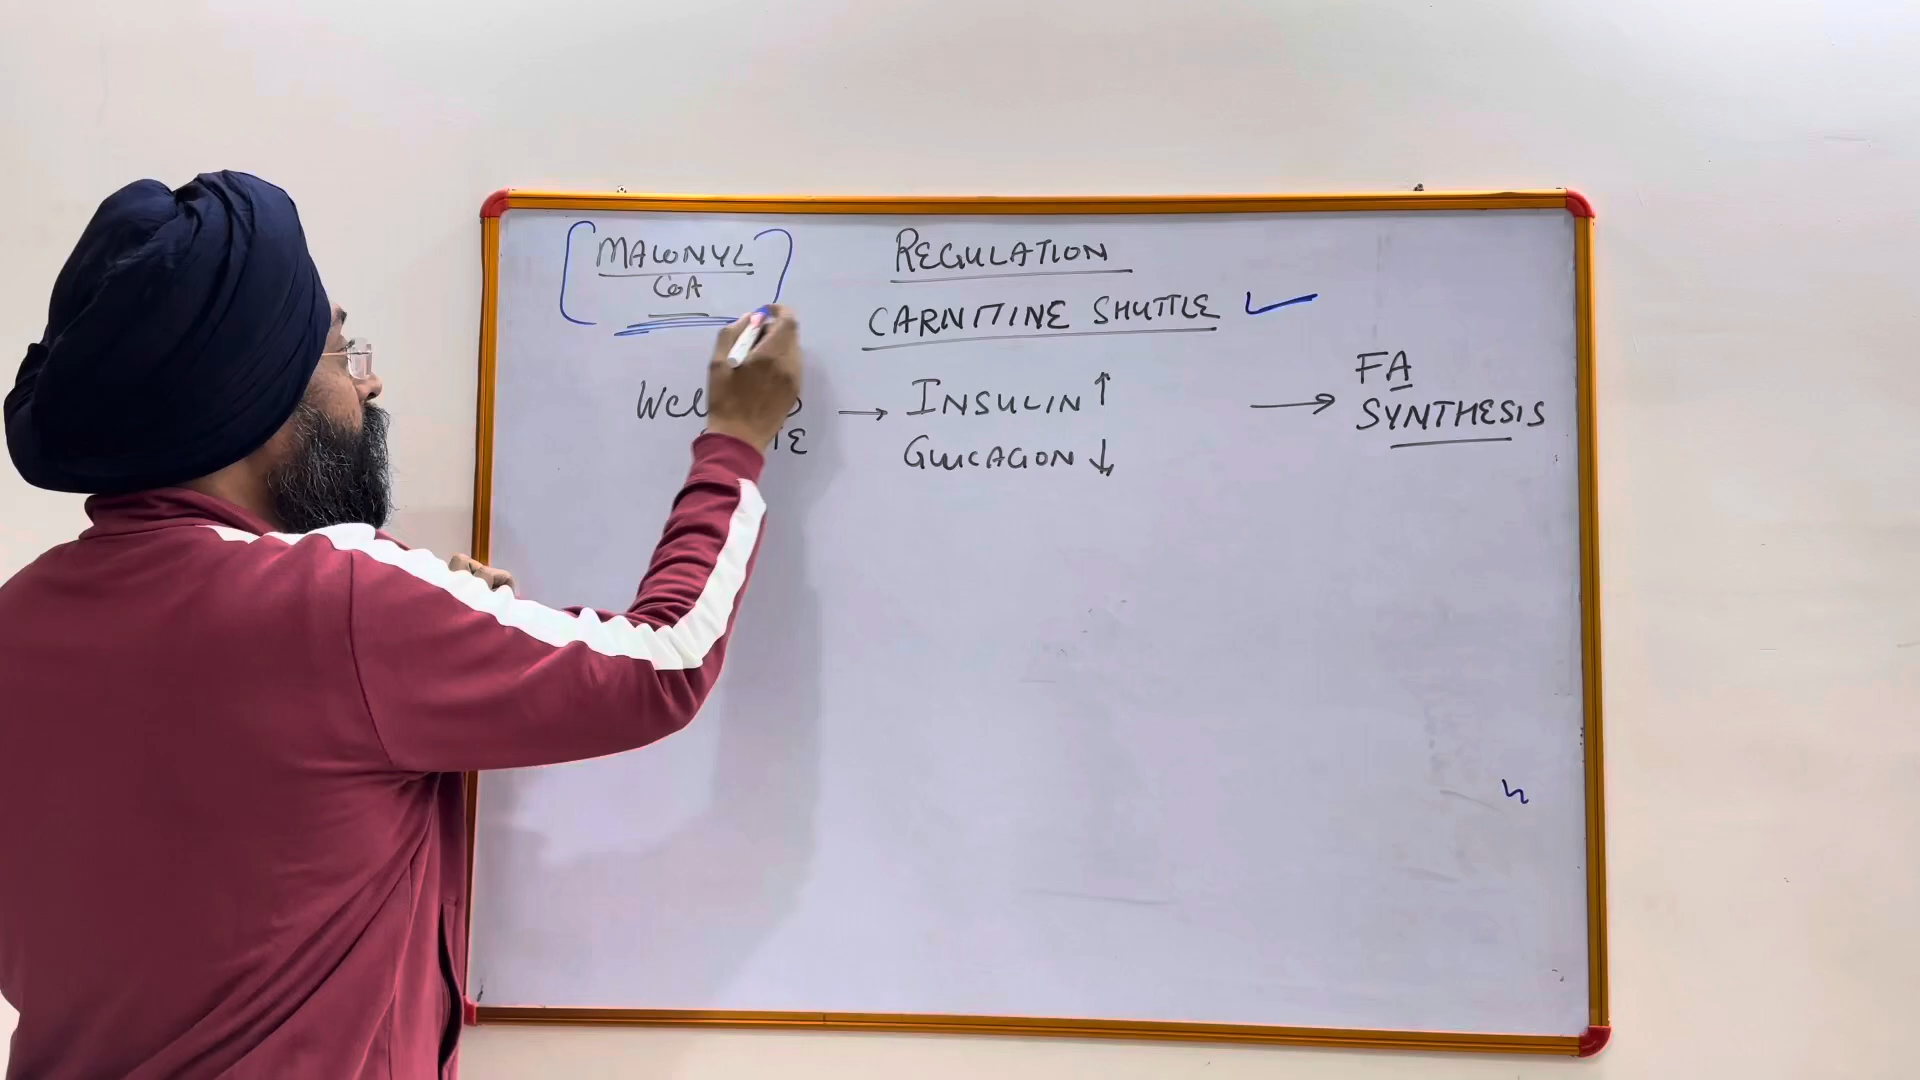 MALONYL
CoA
REGULATION
CARNITINE SHUTTLE
→ INSULIN ↑
GLUCAGON ↓
→ FA
SYNTHESIS